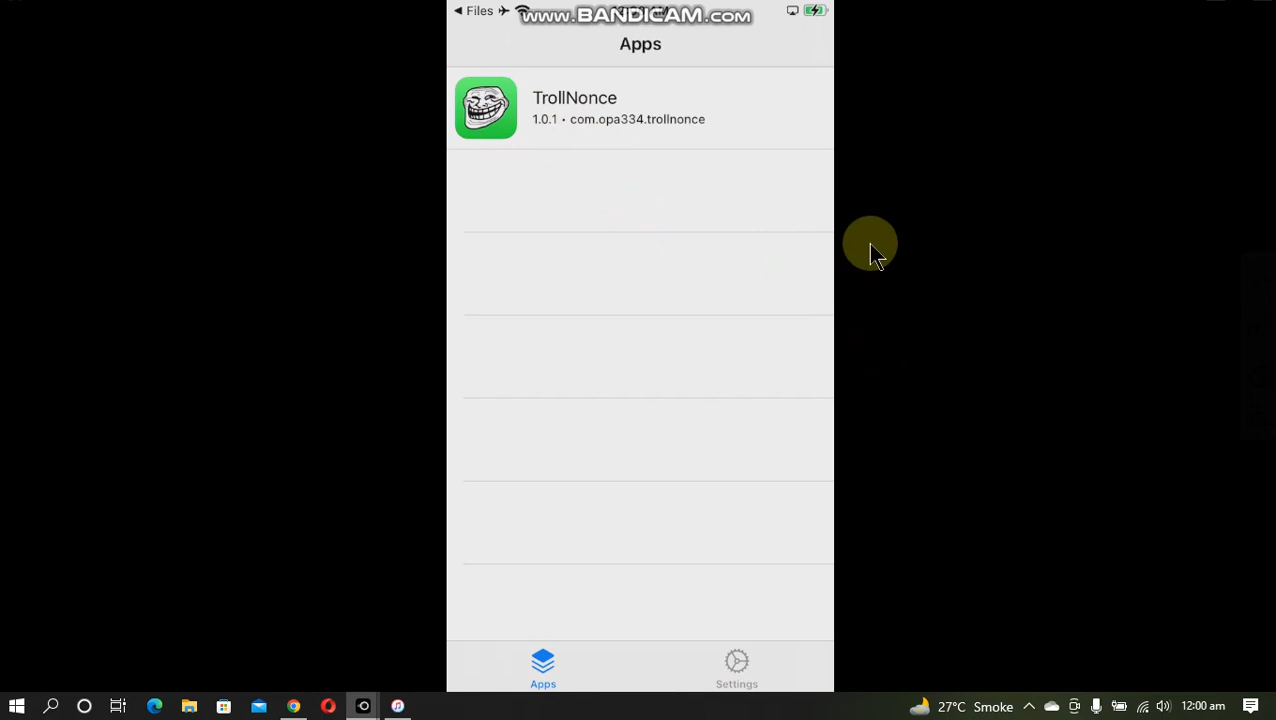 Files
www.BANDICAM.com
Apps
TrollNonce
1.0.1 • com.opa334.trollnonce
Apps
Settings
27°C Smoke
12:00 am